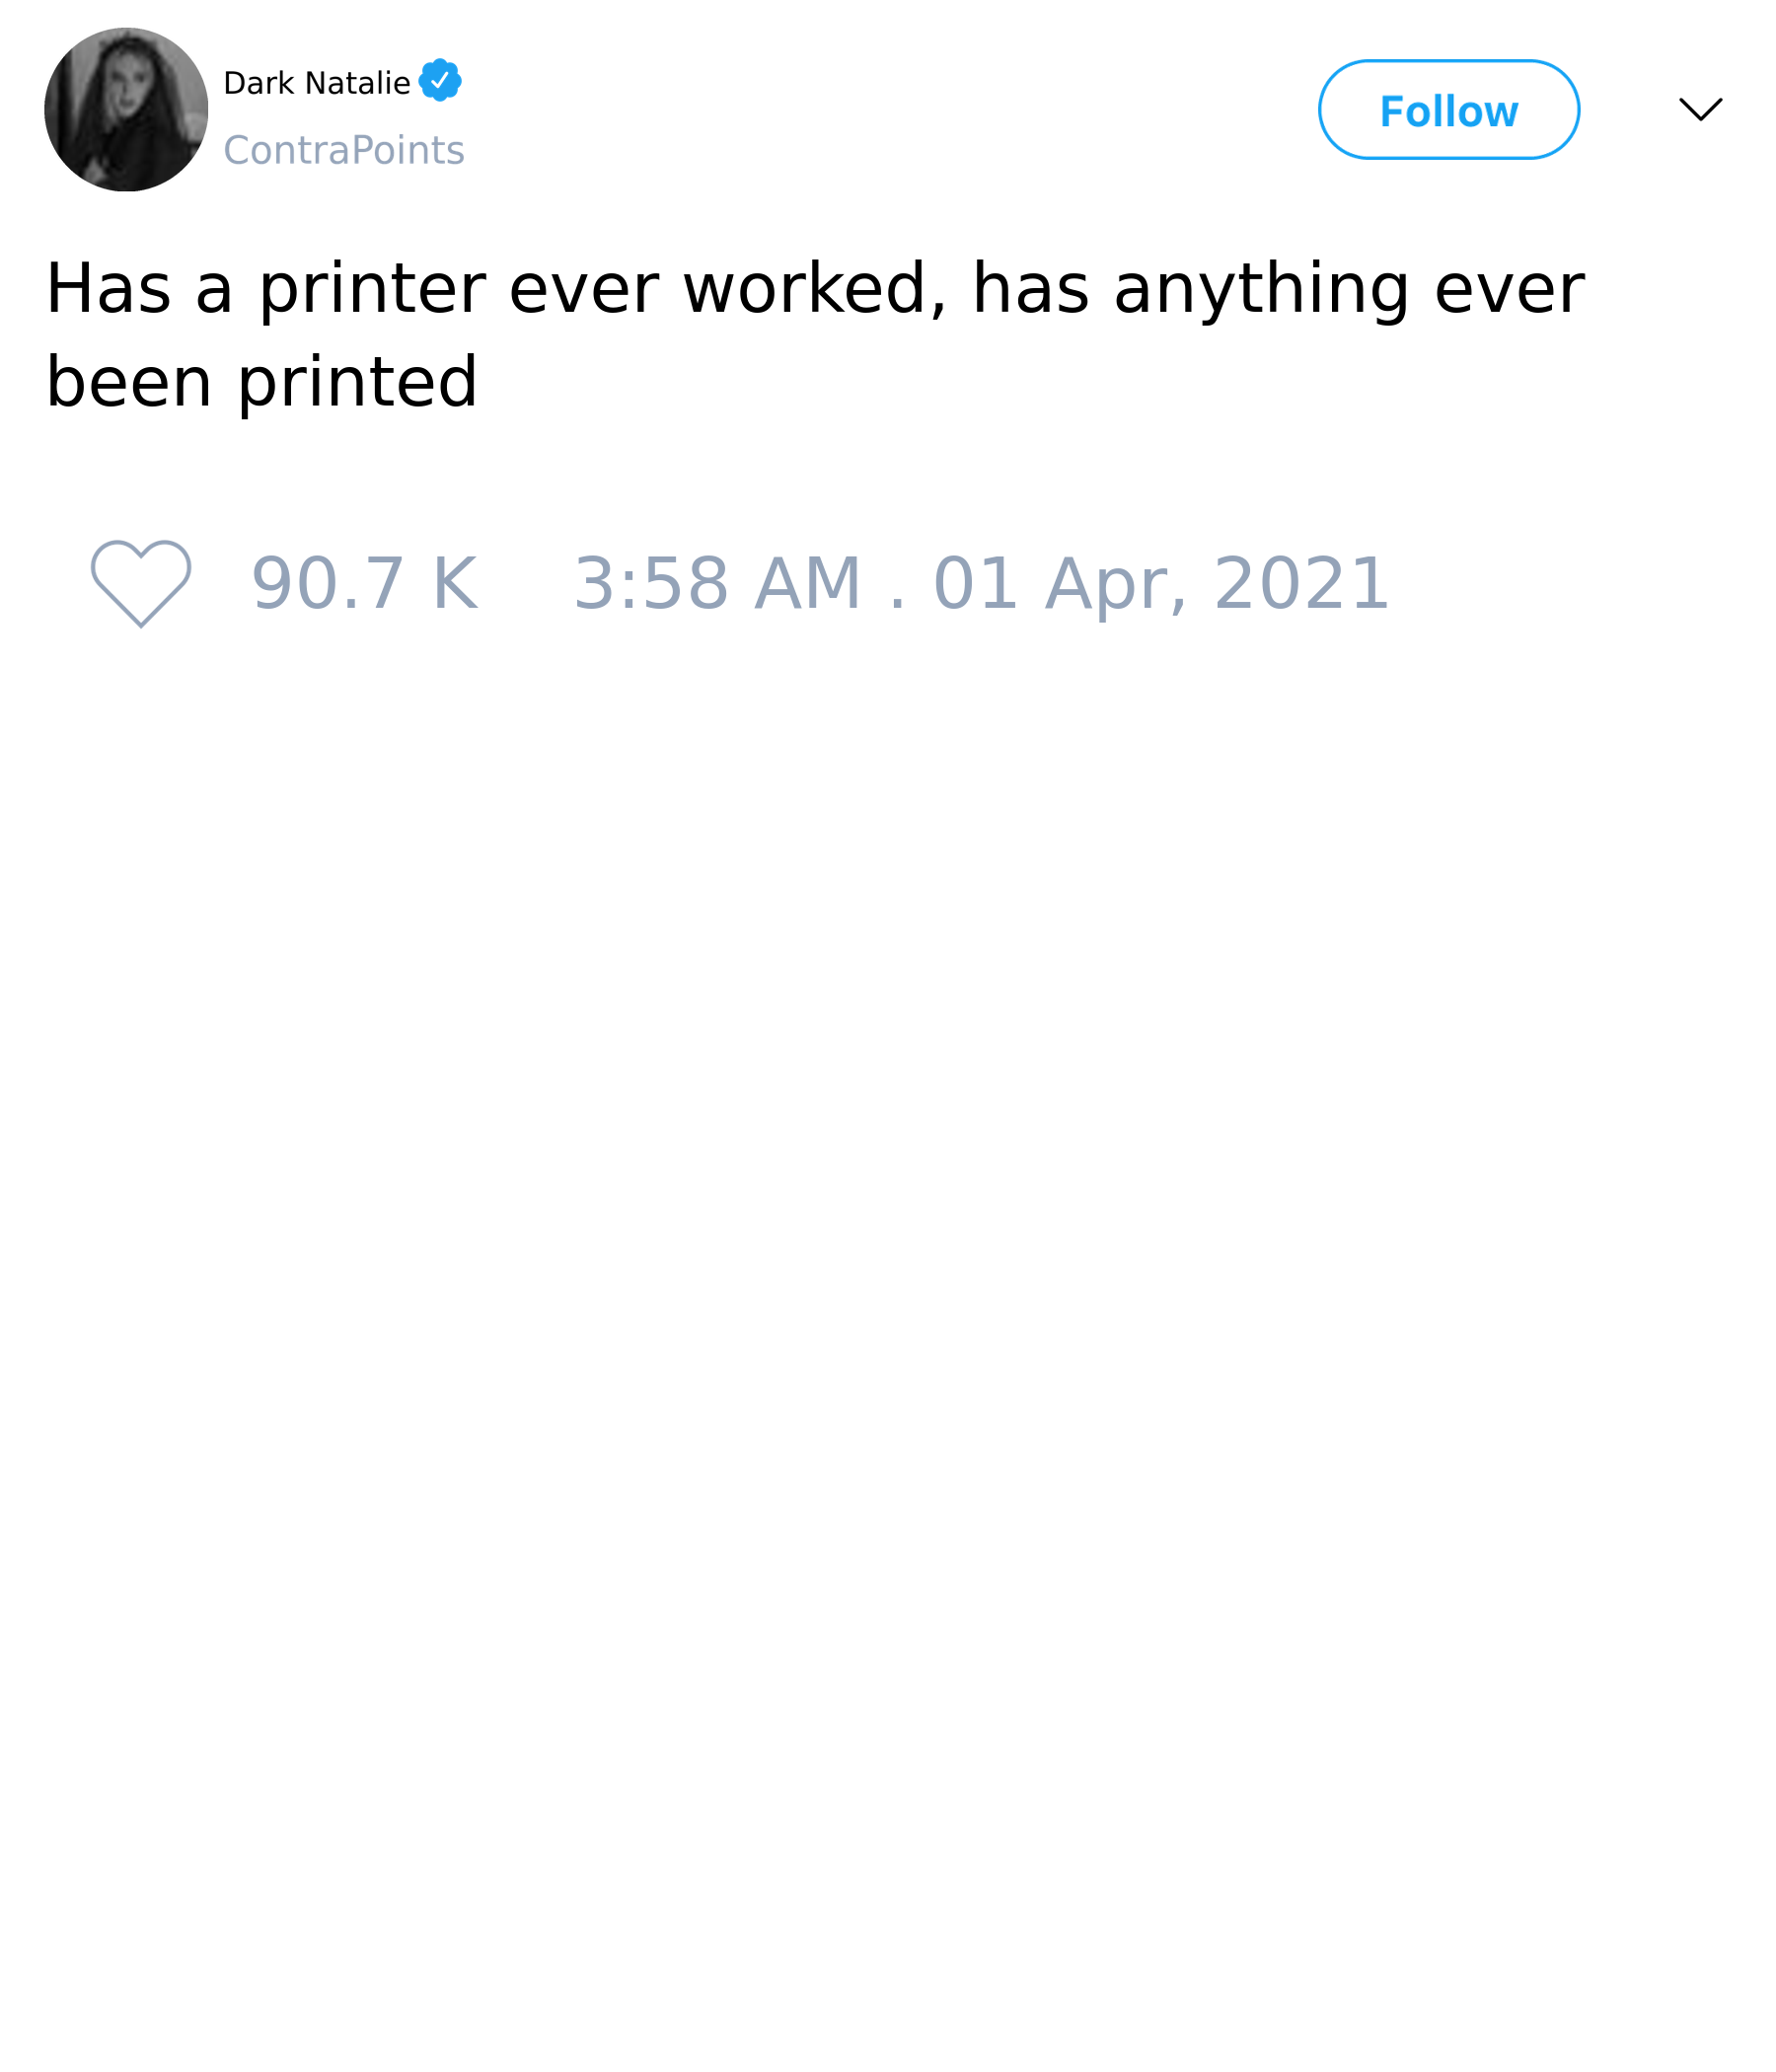 Dark Natalie
ContraPoints
Follow
Has a printer ever worked, has anything ever
been printed
90.7 K 3:58 AM . 01 Apr, 2021